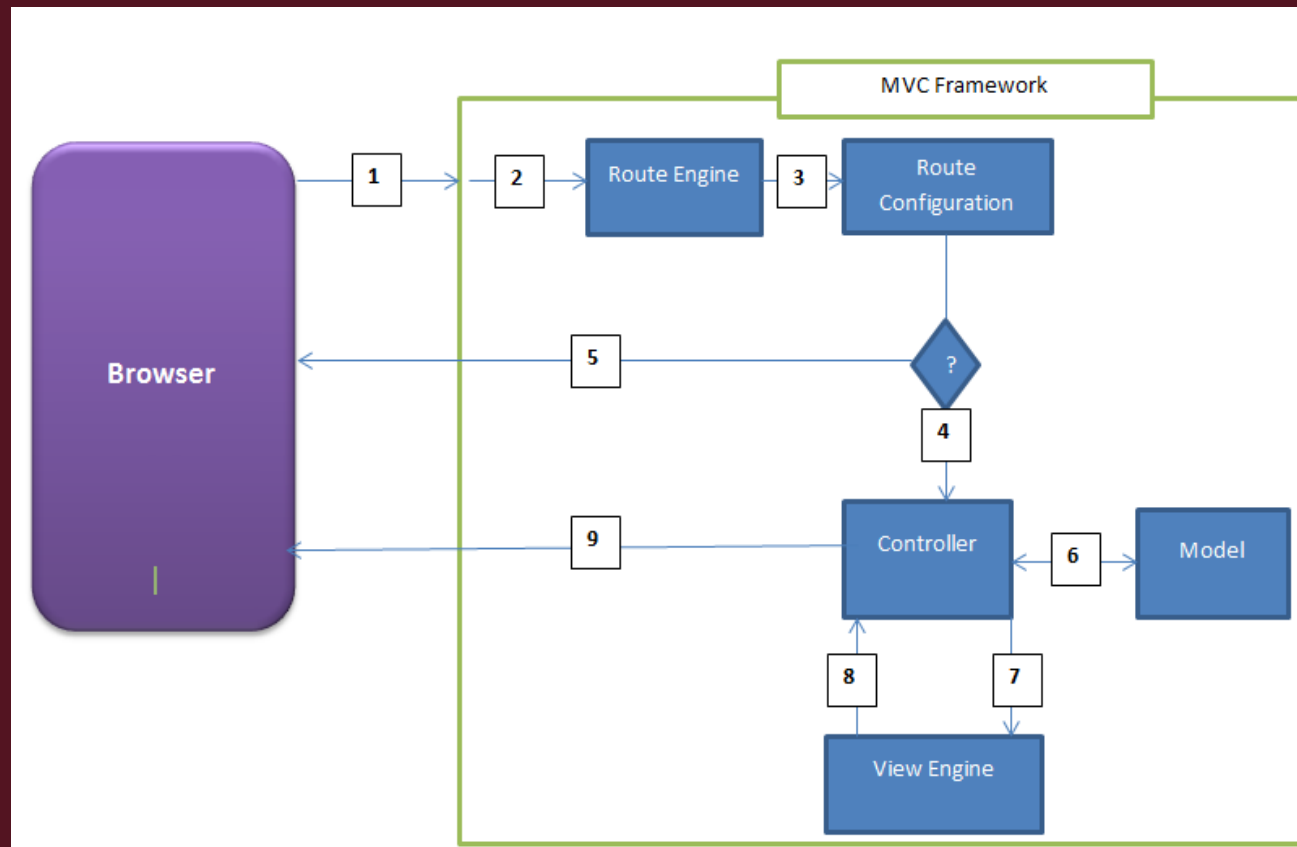 MVC Framework
1
2
Route Engine
3
Route
Configuration
Browser
5
?
4
9
Controller
6
Model
8
7
View Engine